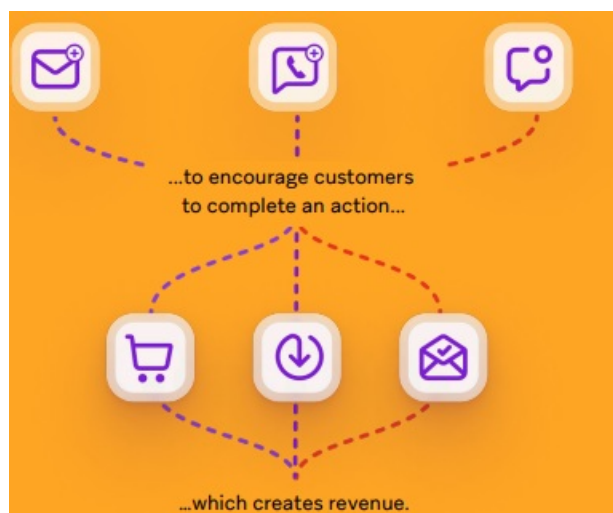 ...to encourage customers
to complete an action...
...which creates revenue.